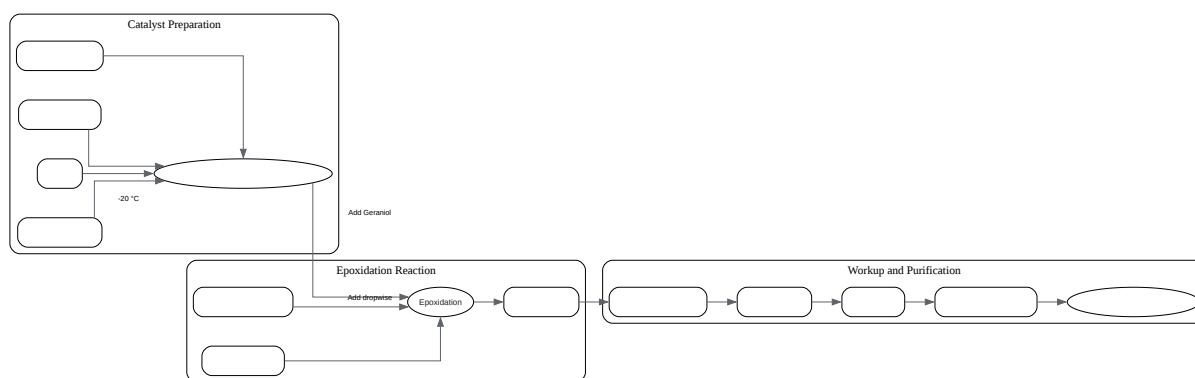 Catalyst Preparation
-20 °C
Add Geraniol
Epoxidation Reaction
Add dropwise
Epoxidation
Workup and Purification